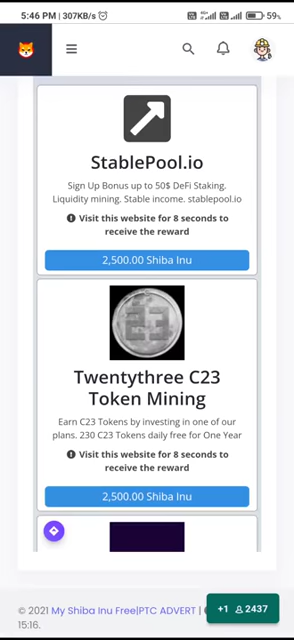 5:46 PM | 307KB/s
59%
StablePool.io
Sign Up Bonus up to 50$ DeFi Staking.
Liquidity mining. Stable income. stablepool.io
Visit this website for 8 seconds to
receive the reward
2,500.00 Shiba Inu
Twentythree C23
Token Mining
Earn C23 Tokens by investing in one of our
plans. 230 C23 Tokens daily free for One Year
Visit this website for 8 seconds to
receive the reward
2,500.00 Shiba Inu
© 2021 My Shiba Inu Free|PTC ADVERT |
15:16.
+1 2437